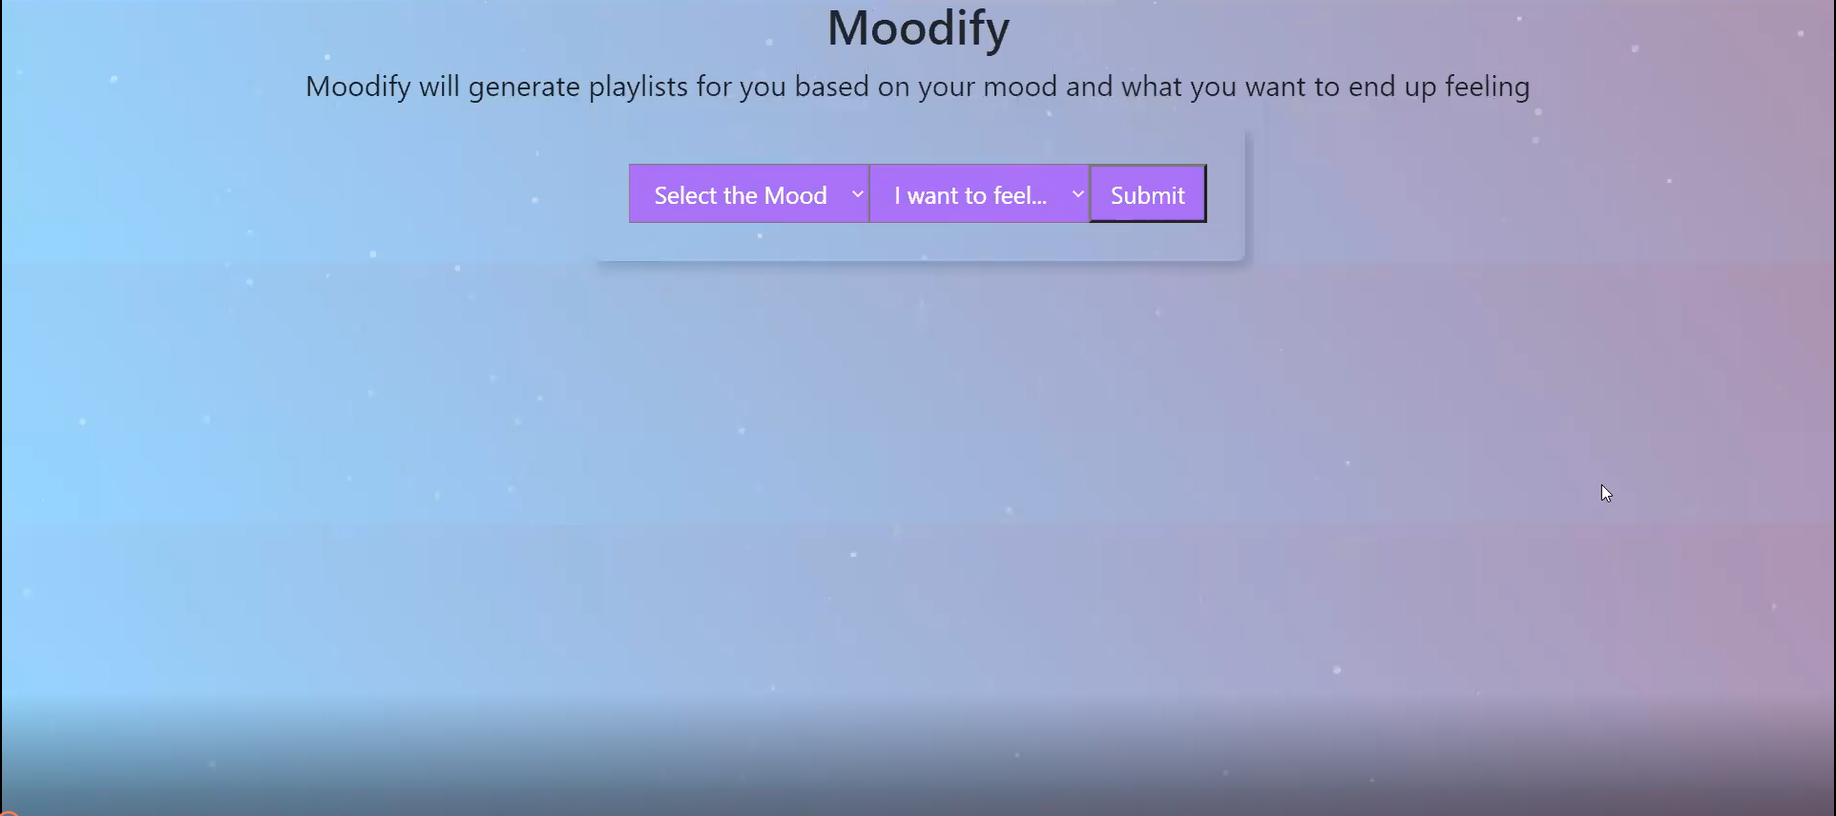 Moodify
Moodify will generate playlists for you based on your mood and what you want to end up feeling
Select the Mood I want to feel... Submit